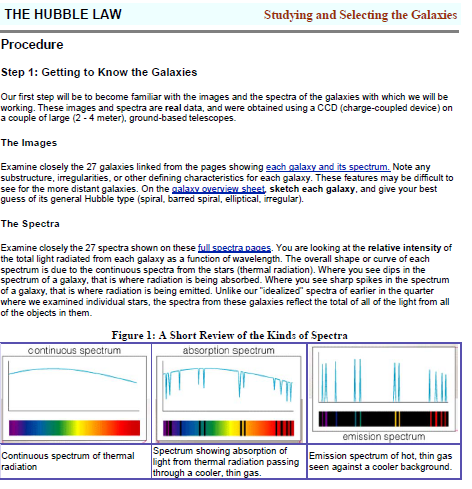 THE HUBBLE LAW
Studying and Selecting the Galaxies
Procedure
Step 1: Getting to Know the Galaxies
Our first step will be to become familiar with the images and the spectra of the galaxies with which we will be
working. These images and spectra are real data, and were obtained using a CCD (charge-coupled device) on
a couple of large (2 - 4 meter), ground-based telescopes.
The Images
Examine closely the 27 galaxies linked from the pages showing each galaxy and its spectrum. Note any
substructure, irregularities, or other defining characteristics for each galaxy. These features may be difficult to
see for the more distant galaxies. On the galaxy overview sheet, sketch each galaxy, and give your best
guess of its general Hubble type (spiral, barred spiral, elliptical, irregular).
The Spectra
Examine closely the 27 spectra shown on these full spectra pages. You are looking at the relative intensity of
the total light radiated from each galaxy as a function of wavelength. The overall shape or curve of each
spectrum is due to the continuous spectra from the stars (thermal radiation). Where you see dips in the
spectrum of a galaxy, that is where radiation is being absorbed. Where you see sharp spikes in the spectrum
of a galaxy, that is where radiation is being emitted. Unlike our "idealized" spectra of earlier in the quarter
where we examined individual stars, the spectra from these galaxies reflect the total of all of the light from all
of the objects in them.
Figure 1: A Short Review of the Kinds of Spectra
continuous spectrum
absorption spectrum
emission spectrum
Continuous spectrum of thermal
radiation
Spectrum showing absorption of
light from thermal radiation passing
through a cooler, thin gas.
Emission spectrum of hot, thin gas
seen against a cooler background.